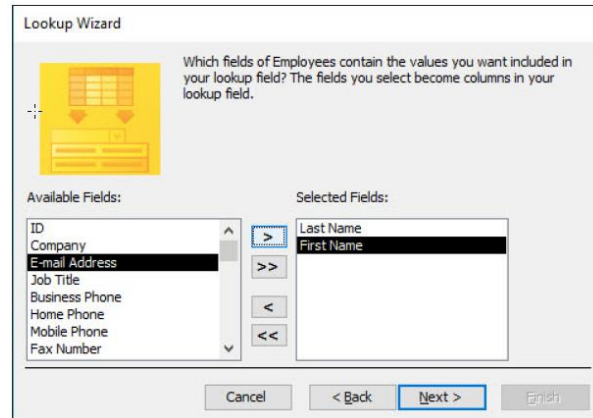 Lookup Wizard
Which fields of Employees contain the values you want included in
your lookup field? The fields you select become columns in your
lookup field.
Available Fields:
ID
Company
E-mail Address
Job Title
Business Phone
Home Phone
Mobile Phone
Fax Number
>
>>
<
<<
Selected Fields:
Last Name
First Name
Cancel
< Back
Next >
Finish